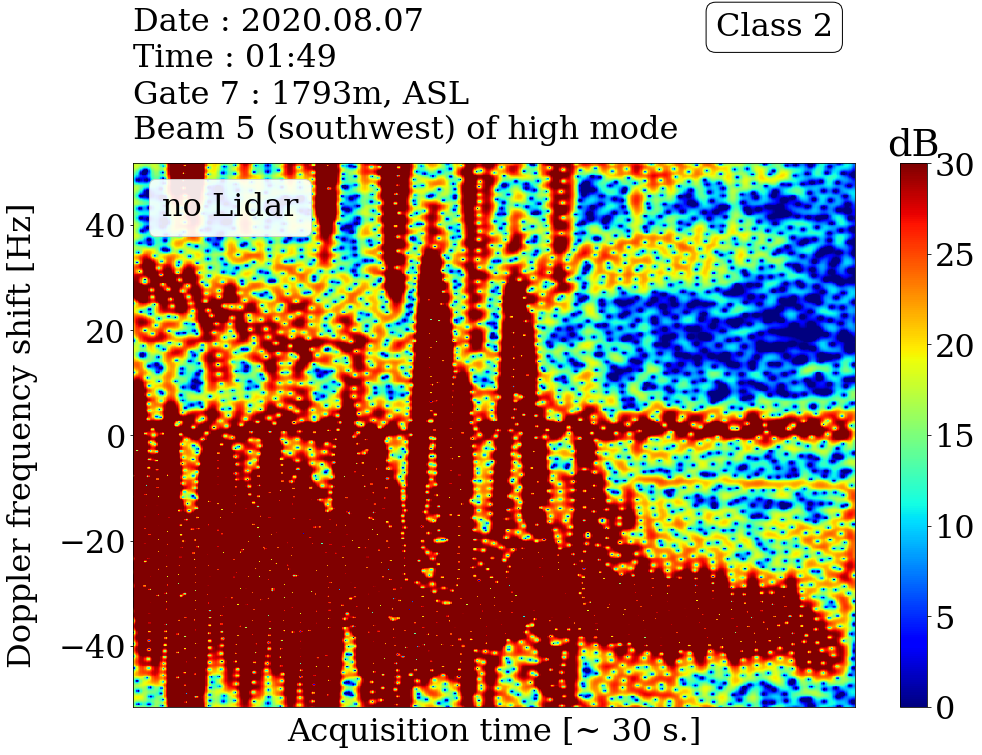 Date : 2020.08.07
Time : 01:49
Gate 7 : 1793m, ASL
Beam 5 (southwest) of high mode
Class 2
no Lidar
dB
30
25
20
15
10
5
0
40
20
0
−20
−40
Doppler frequency shift [Hz]
Acquisition time [~ 30 s.]